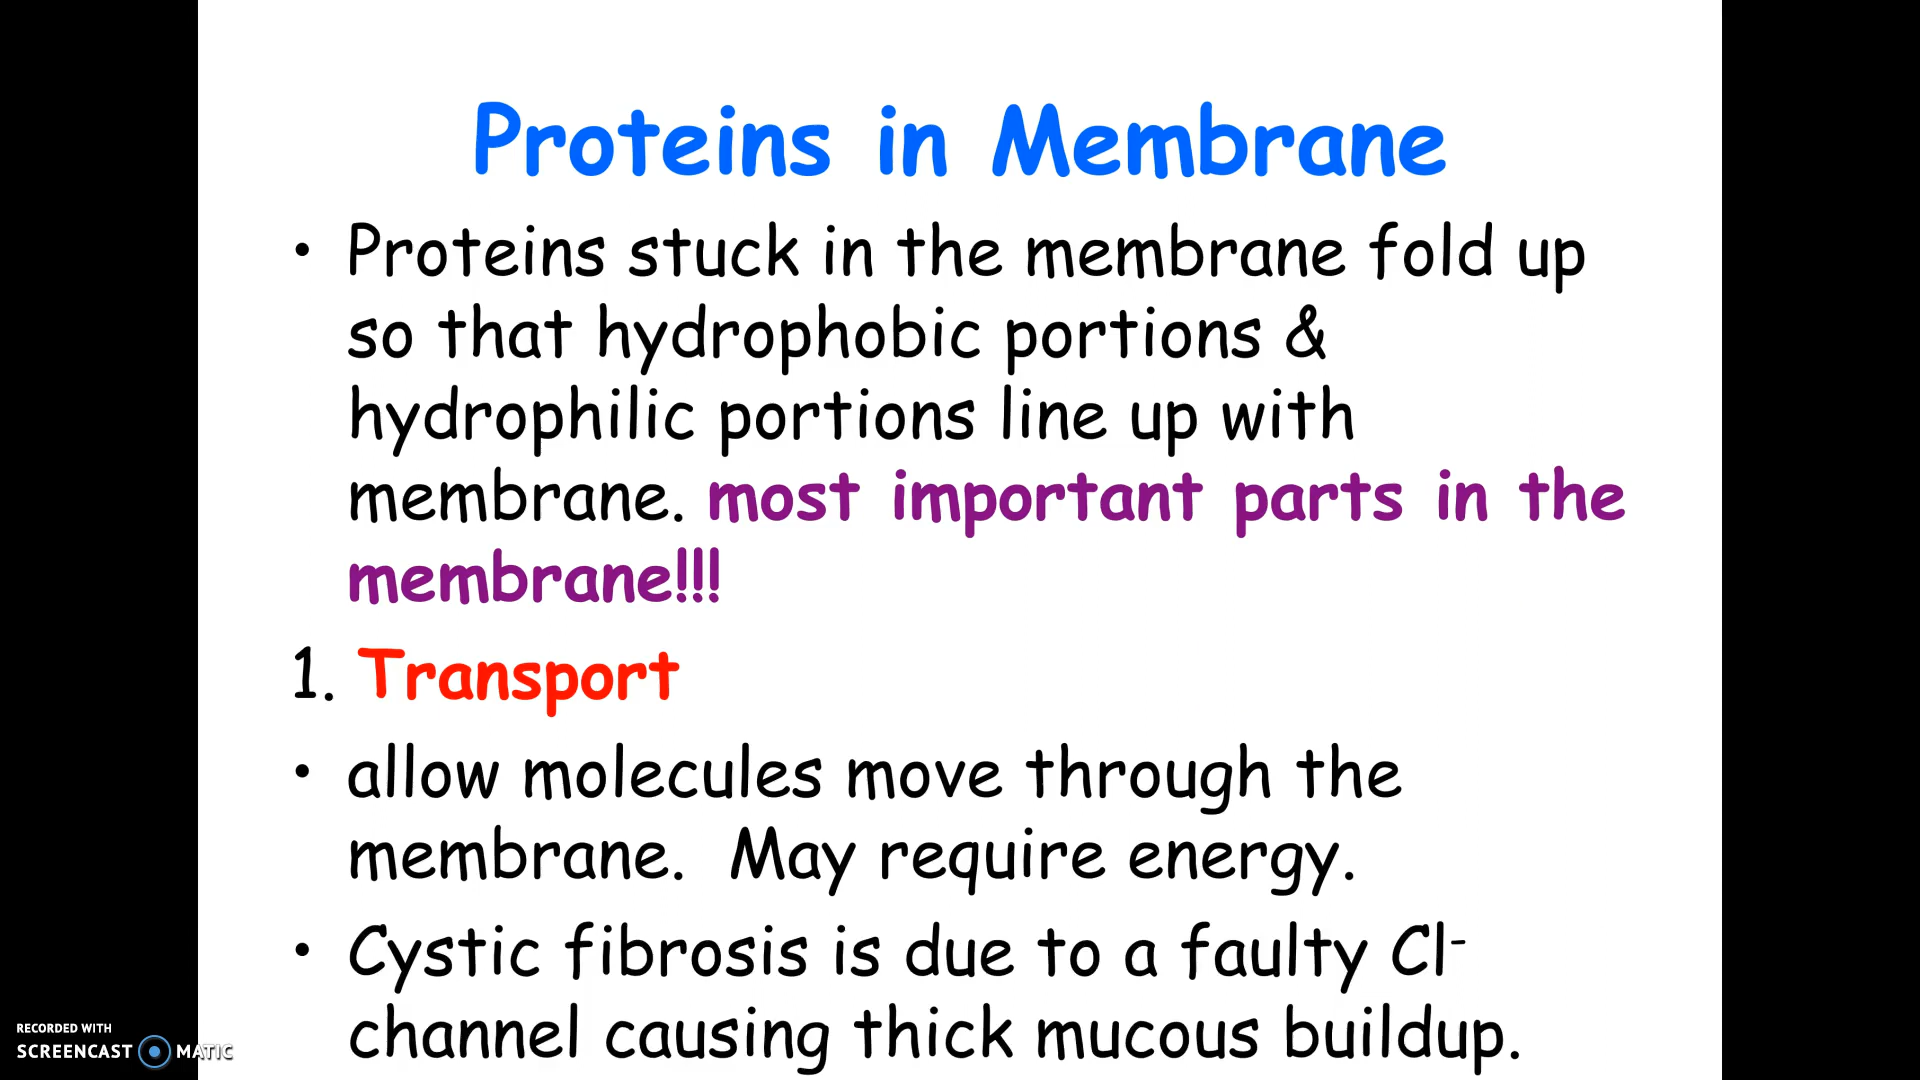 Proteins in Membrane
• Proteins stuck in the membrane fold up
so that hydrophobic portions &
hydrophilic portions line up with
membrane. most important parts in the
membrane!!!
1. Transport
• allow molecules move through the
membrane.  May require energy.
• Cystic fibrosis is due to a faulty Cl⁻
channel causing thick mucous buildup.
RECORDED WITH
SCREENCAST MATIC